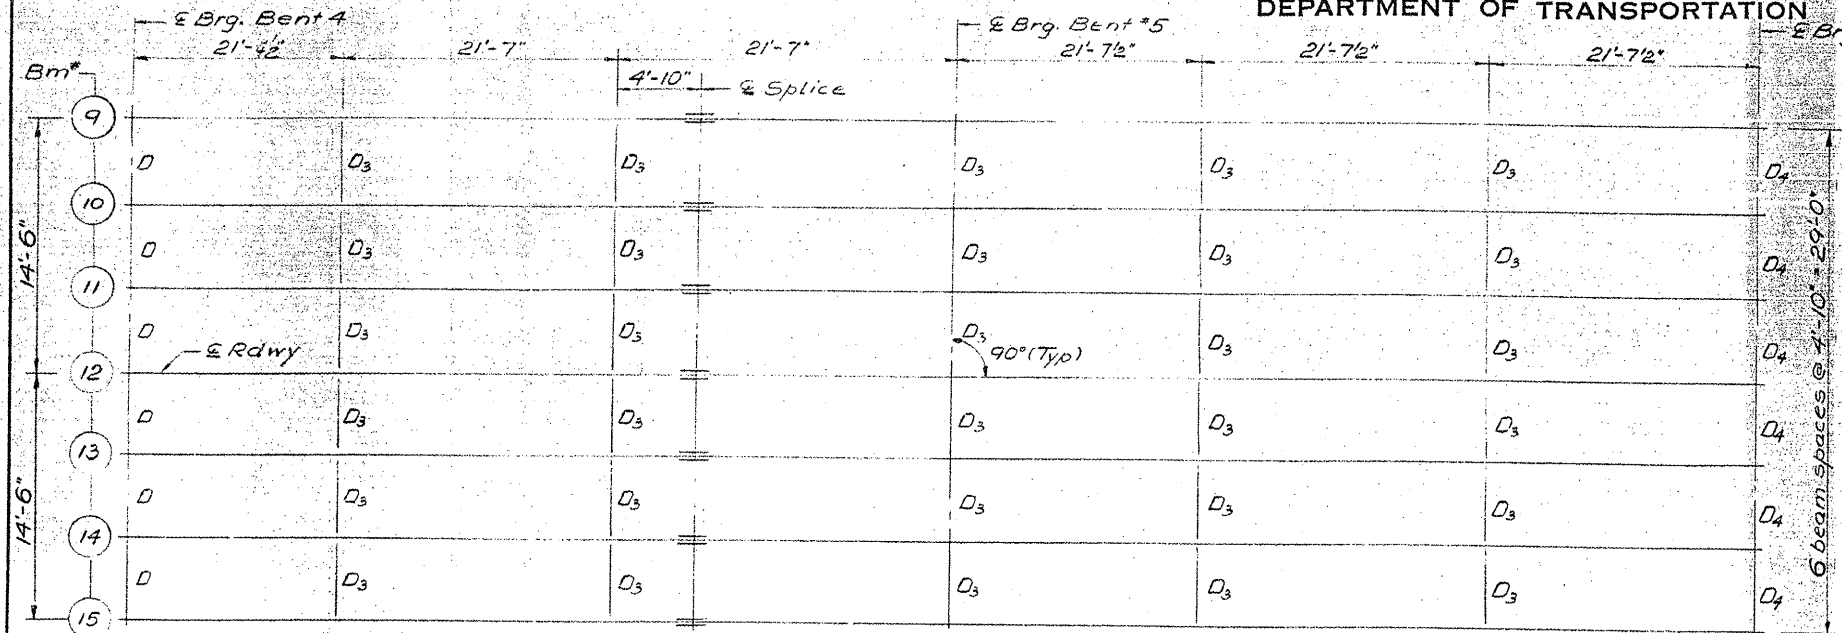 DEPARTMENT OF TRANSPORTATION
℄ Brg. Bent 4
℄ Brg. Bent #5
℄ Br
21'-7"
21'-7"
21'-7½"
21'-7½"
21'-7½"
Bm#
4'-10"
℄ Splice
9
D D3 D3 D3 D3 D3 D4
10
D D3 D3 D3 D3 D3 D4
14'-6"
11
D D3 D3 D3 D3 D3 D4
℄ Rdwy
90° (Typ)
12
D D3 D3 D3 D3 D3 D4
13
D D3 D3 D3 D3 D3 D4
14'-6"
14
D D3 D3 D3 D3 D3 D4
15
6 beam spaces @ 4'-10" = 29'-0"